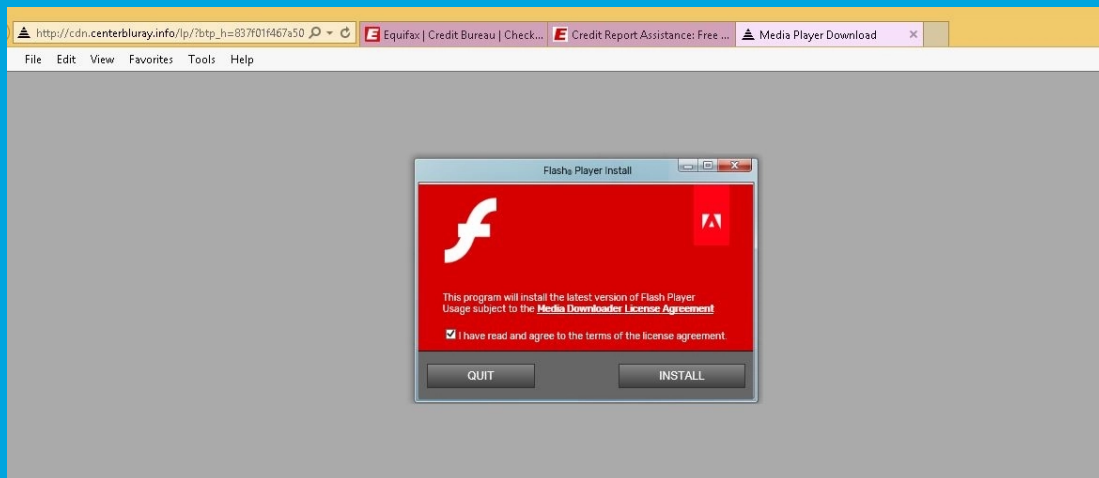 http://cdn.centerbluray.info/lp/?btp_h=837f01f467a50
Equifax | Credit Bureau | Check...
Credit Report Assistance: Free ...
Media Player Download
File Edit View Favorites Tools Help
Flash® Player Install
This program will install the latest version of Flash Player
Usage subject to the Media Downloader License Agreement
I have read and agree to the terms of the license agreement.
QUIT
INSTALL